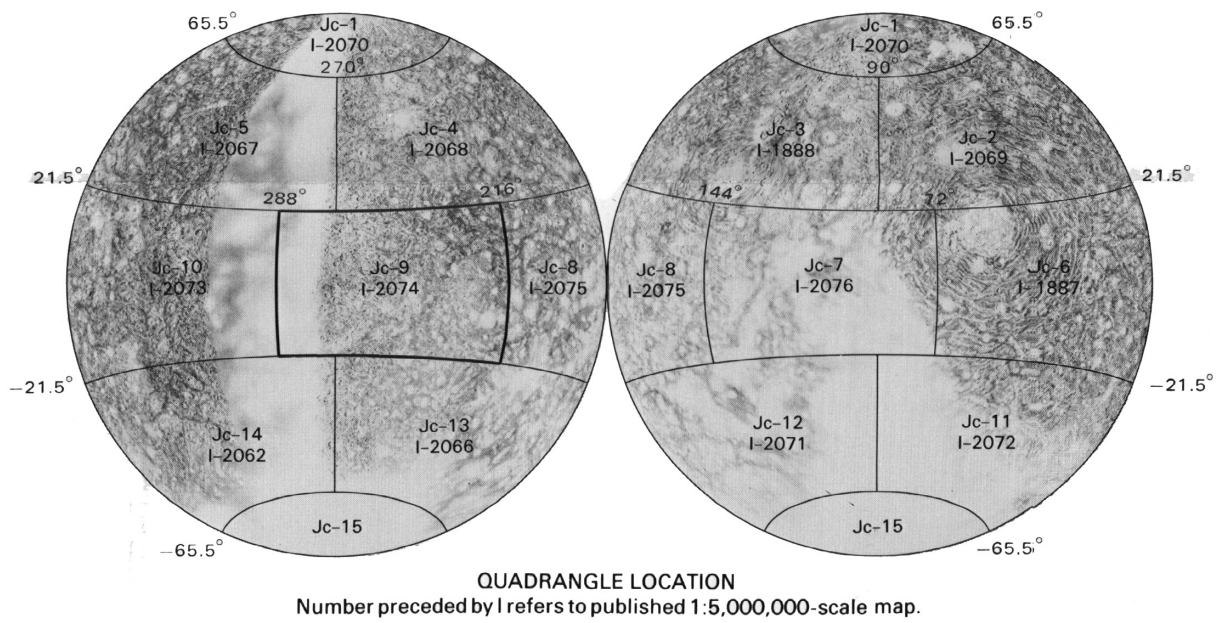 65.5°
Jc-1
I-2070
270°
Jc-5
I-2067
Jc-4
I-2068
21.5°
288°
216°
Jc-10
I-2073
Jc-9
I-2074
Jc-8
I-2075
-21.5°
Jc-14
I-2062
Jc-13
I-2066
Jc-15
-65.5°
Jc-1
I-2070
65.5°
90°
Jc-3
I-1888
Jc-2
I-2069
21.5°
144°
72°
Jc-8
I-2075
Jc-7
I-2076
Jc-6
I-1887
-21.5°
Jc-12
I-2071
Jc-11
I-2072
Jc-15
-65.5°
QUADRANGLE LOCATION
Number preceded by I refers to published 1:5,000,000-scale map.